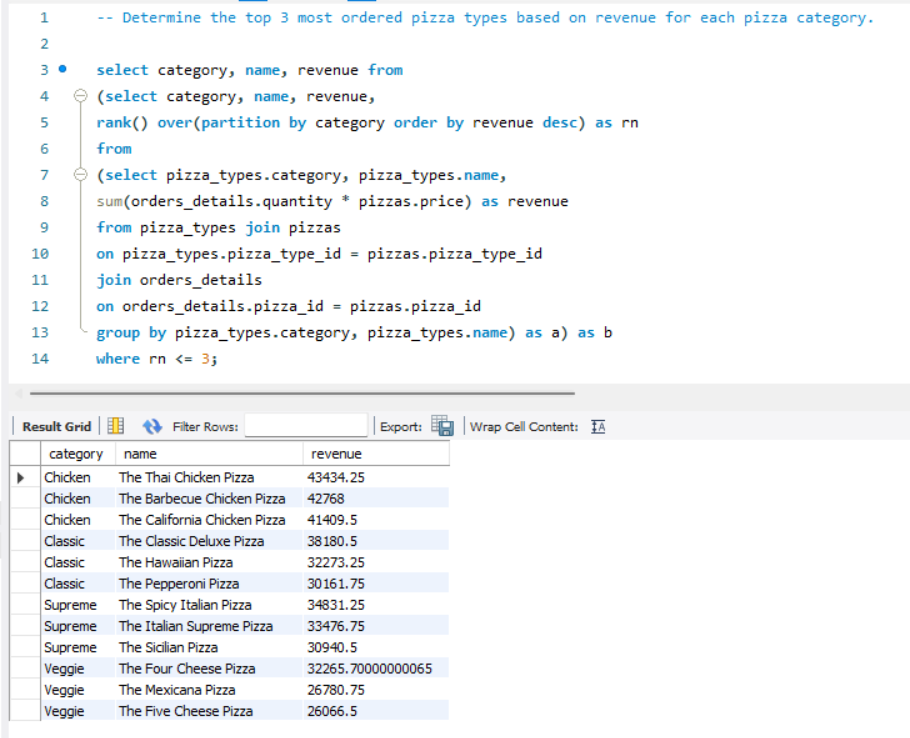 1 -- Determine the top 3 most ordered pizza types based on revenue for each pizza category.
2
3 select category, name, revenue from
4 (select category, name, revenue,
5 rank() over(partition by category order by revenue desc) as rn
6 from
7 (select pizza_types.category, pizza_types.name,
8 sum(orders_details.quantity * pizzas.price) as revenue
9 from pizza_types join pizzas
10 on pizza_types.pizza_type_id = pizzas.pizza_type_id
11 join orders_details
12 on orders_details.pizza_id = pizzas.pizza_id
13 group by pizza_types.category, pizza_types.name) as a) as b
14 where rn <= 3;
Result Grid Filter Rows: Export: Wrap Cell Content: IA
category name revenue
Chicken The Thai Chicken Pizza 43434.25
Chicken The Barbecue Chicken Pizza 42768
Chicken The California Chicken Pizza 41409.5
Classic The Classic Deluxe Pizza 38180.5
Classic The Hawaiian Pizza 32273.25
Classic The Pepperoni Pizza 30161.75
Supreme The Spicy Italian Pizza 34831.25
Supreme The Italian Supreme Pizza 33476.75
Supreme The Sicilian Pizza 30940.5
Veggie The Four Cheese Pizza 32265.70000000065
Veggie The Mexicana Pizza 26780.75
Veggie The Five Cheese Pizza 26066.5